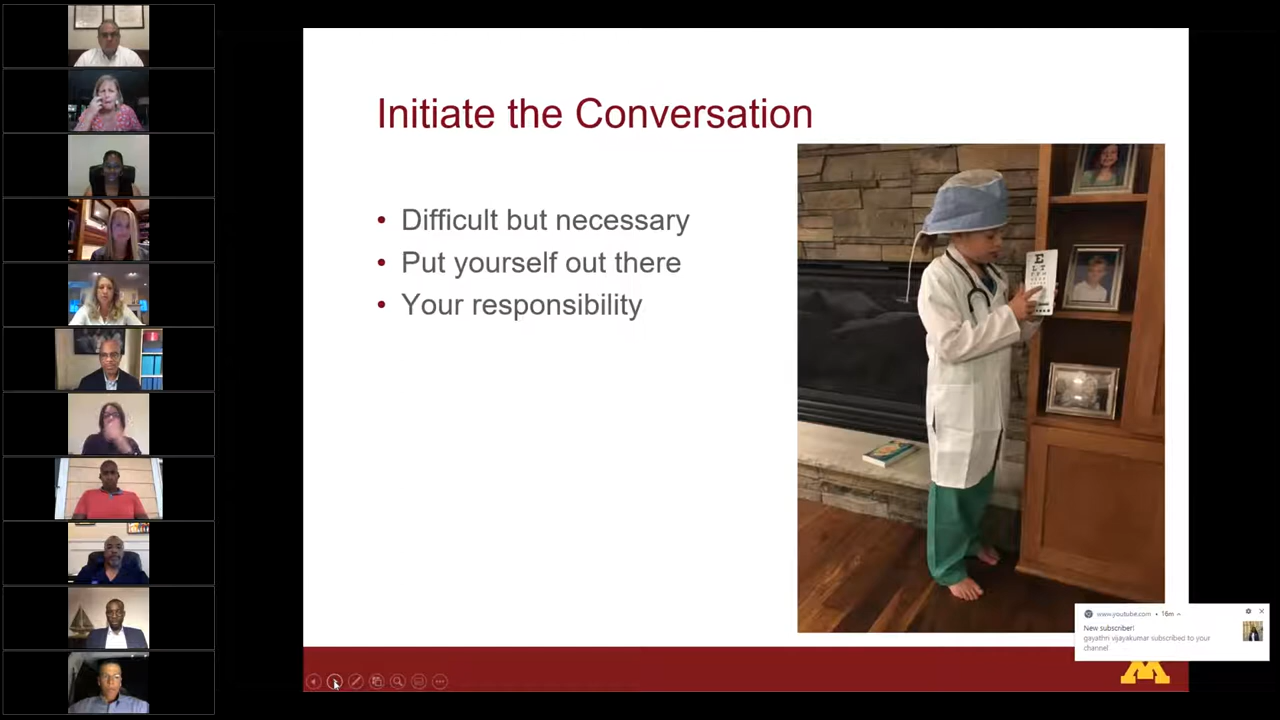 Initiate the Conversation
• Difficult but necessary
• Put yourself out there
• Your responsibility
E
L T
www.youtube.com • 16m
New subscriber!
gayathri vijayakumar subscribed to your
channel
M